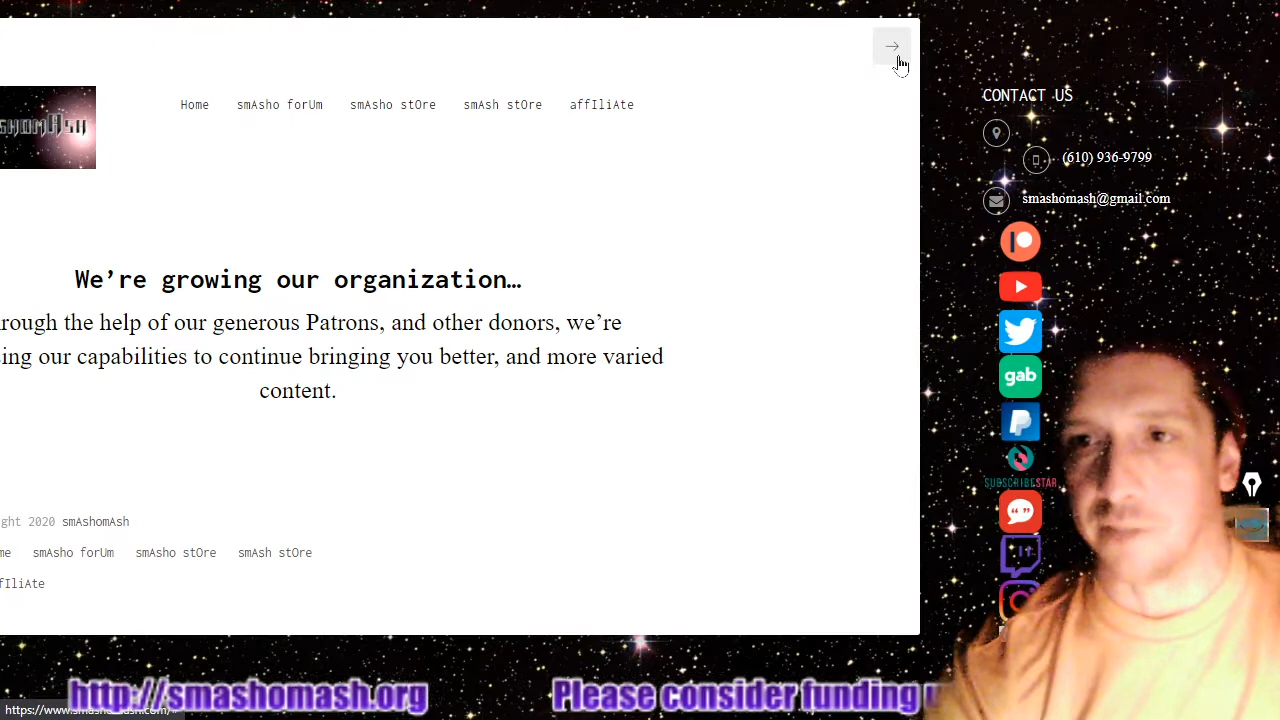 CONTACT US
Home smAsho forUm smAsho stOre smAsh stOre affIliAte
(610) 936-9799
smashomash@gmail.com
We’re growing our organization…
rough the help of our generous Patrons, and other donors, we’re
ing our capabilities to continue bringing you better, and more varied
content.
gab
SUBSCRIBESTAR
ght 2020 smAshomAsh
me smAsho forUm smAsho stOre smAsh stOre
fIliAte
http://smashomash.org Please consider funding